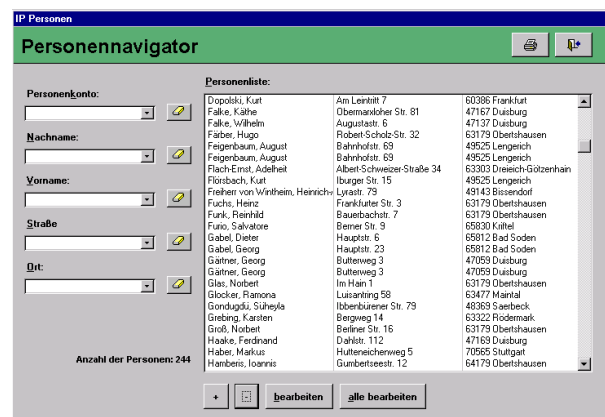 IP Personen
Personennavigator
Personenkonto:
Nachname:
Vorname:
Straße
Ort:
Anzahl der Personen: 244
Personenliste:
Dopolski, Kurt Am Leintritt 7 60386 Frankfurt
Falke, Käthe Obermarxloher Str. 81 47167 Duisburg
Falke, Wilhelm Augustastr. 6 47137 Duisburg
Färber, Hugo Robert-Scholz-Str. 32 63179 Obertshausen
Feigenbaum, August Bahnhofstr. 69 49525 Lengerich
Feigenbaum, August Bahnhofstr. 69 49525 Lengerich
Flach-Ernst, Adelheit Albert-Schweizer-Straße 34 63303 Dreieich-Götzenhain
Flörsbach, Kurt Iburger Str. 15 49525 Lengerich
Freiherr von Wintheim, Heinrich- Lyrastr. 79 49143 Bissendorf
Fuchs, Heinz Frankfurter Str. 3 63179 Obertshausen
Funk, Reinhild Bauerbachstr. 7 63179 Obertshausen
Furio, Salvatore Berner Str. 9 65830 Kriftel
Gabel, Dieter Hauptstr. 6 65812 Bad Soden
Gabel, Georg Hauptstr. 23 65812 Bad Soden
Gärtner, Georg Butterweg 3 47059 Duisburg
Gärtner, Georg Butterweg 3 47059 Duisburg
Glas, Norbert Im Hain 1 63179 Obertshausen
Glocker, Ramona Luisantring 58 63477 Maintal
Gondugdü, Süheyla Ibbenbürener Str. 79 48369 Saerbeck
Grebing, Karsten Bergweg 14 63322 Rödermark
Groß, Norbert Berliner Str. 16 63179 Obertshausen
Haake, Ferdinand Dahlstr. 112 47169 Duisburg
Haber, Markus Hutteneichenweg 5 70565 Stuttgart
Hamberis, Ioannis Gumbertseestr. 12 64179 Obertshausen
+ - bearbeiten alle bearbeiten